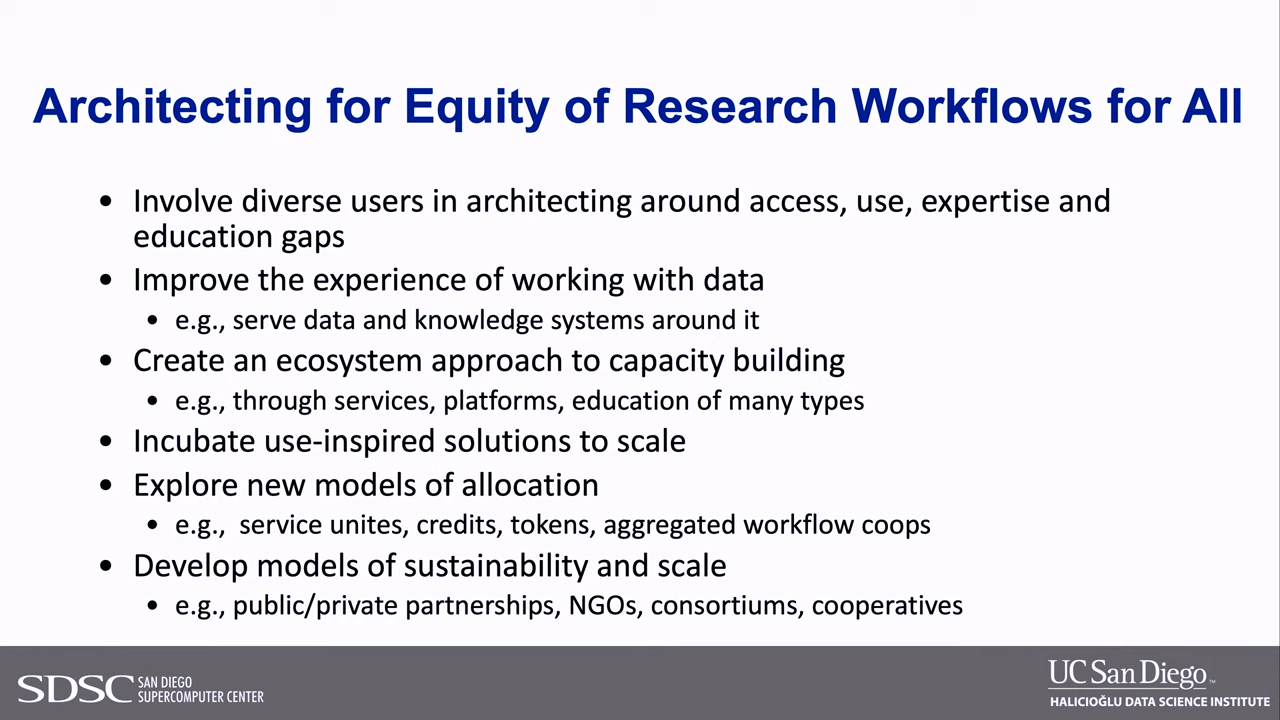 Architecting for Equity of Research Workflows for All
• Involve diverse users in architecting around access, use, expertise and
education gaps
• Improve the experience of working with data
• e.g., serve data and knowledge systems around it
• Create an ecosystem approach to capacity building
• e.g., through services, platforms, education of many types
• Incubate use-inspired solutions to scale
• Explore new models of allocation
• e.g.,  service unites, credits, tokens, aggregated workflow coops
• Develop models of sustainability and scale
• e.g., public/private partnerships, NGOs, consortiums, cooperatives
SDSC
SAN DIEGO
SUPERCOMPUTER CENTER
UC San Diego™
HALICIOĞLU DATA SCIENCE INSTITUTE